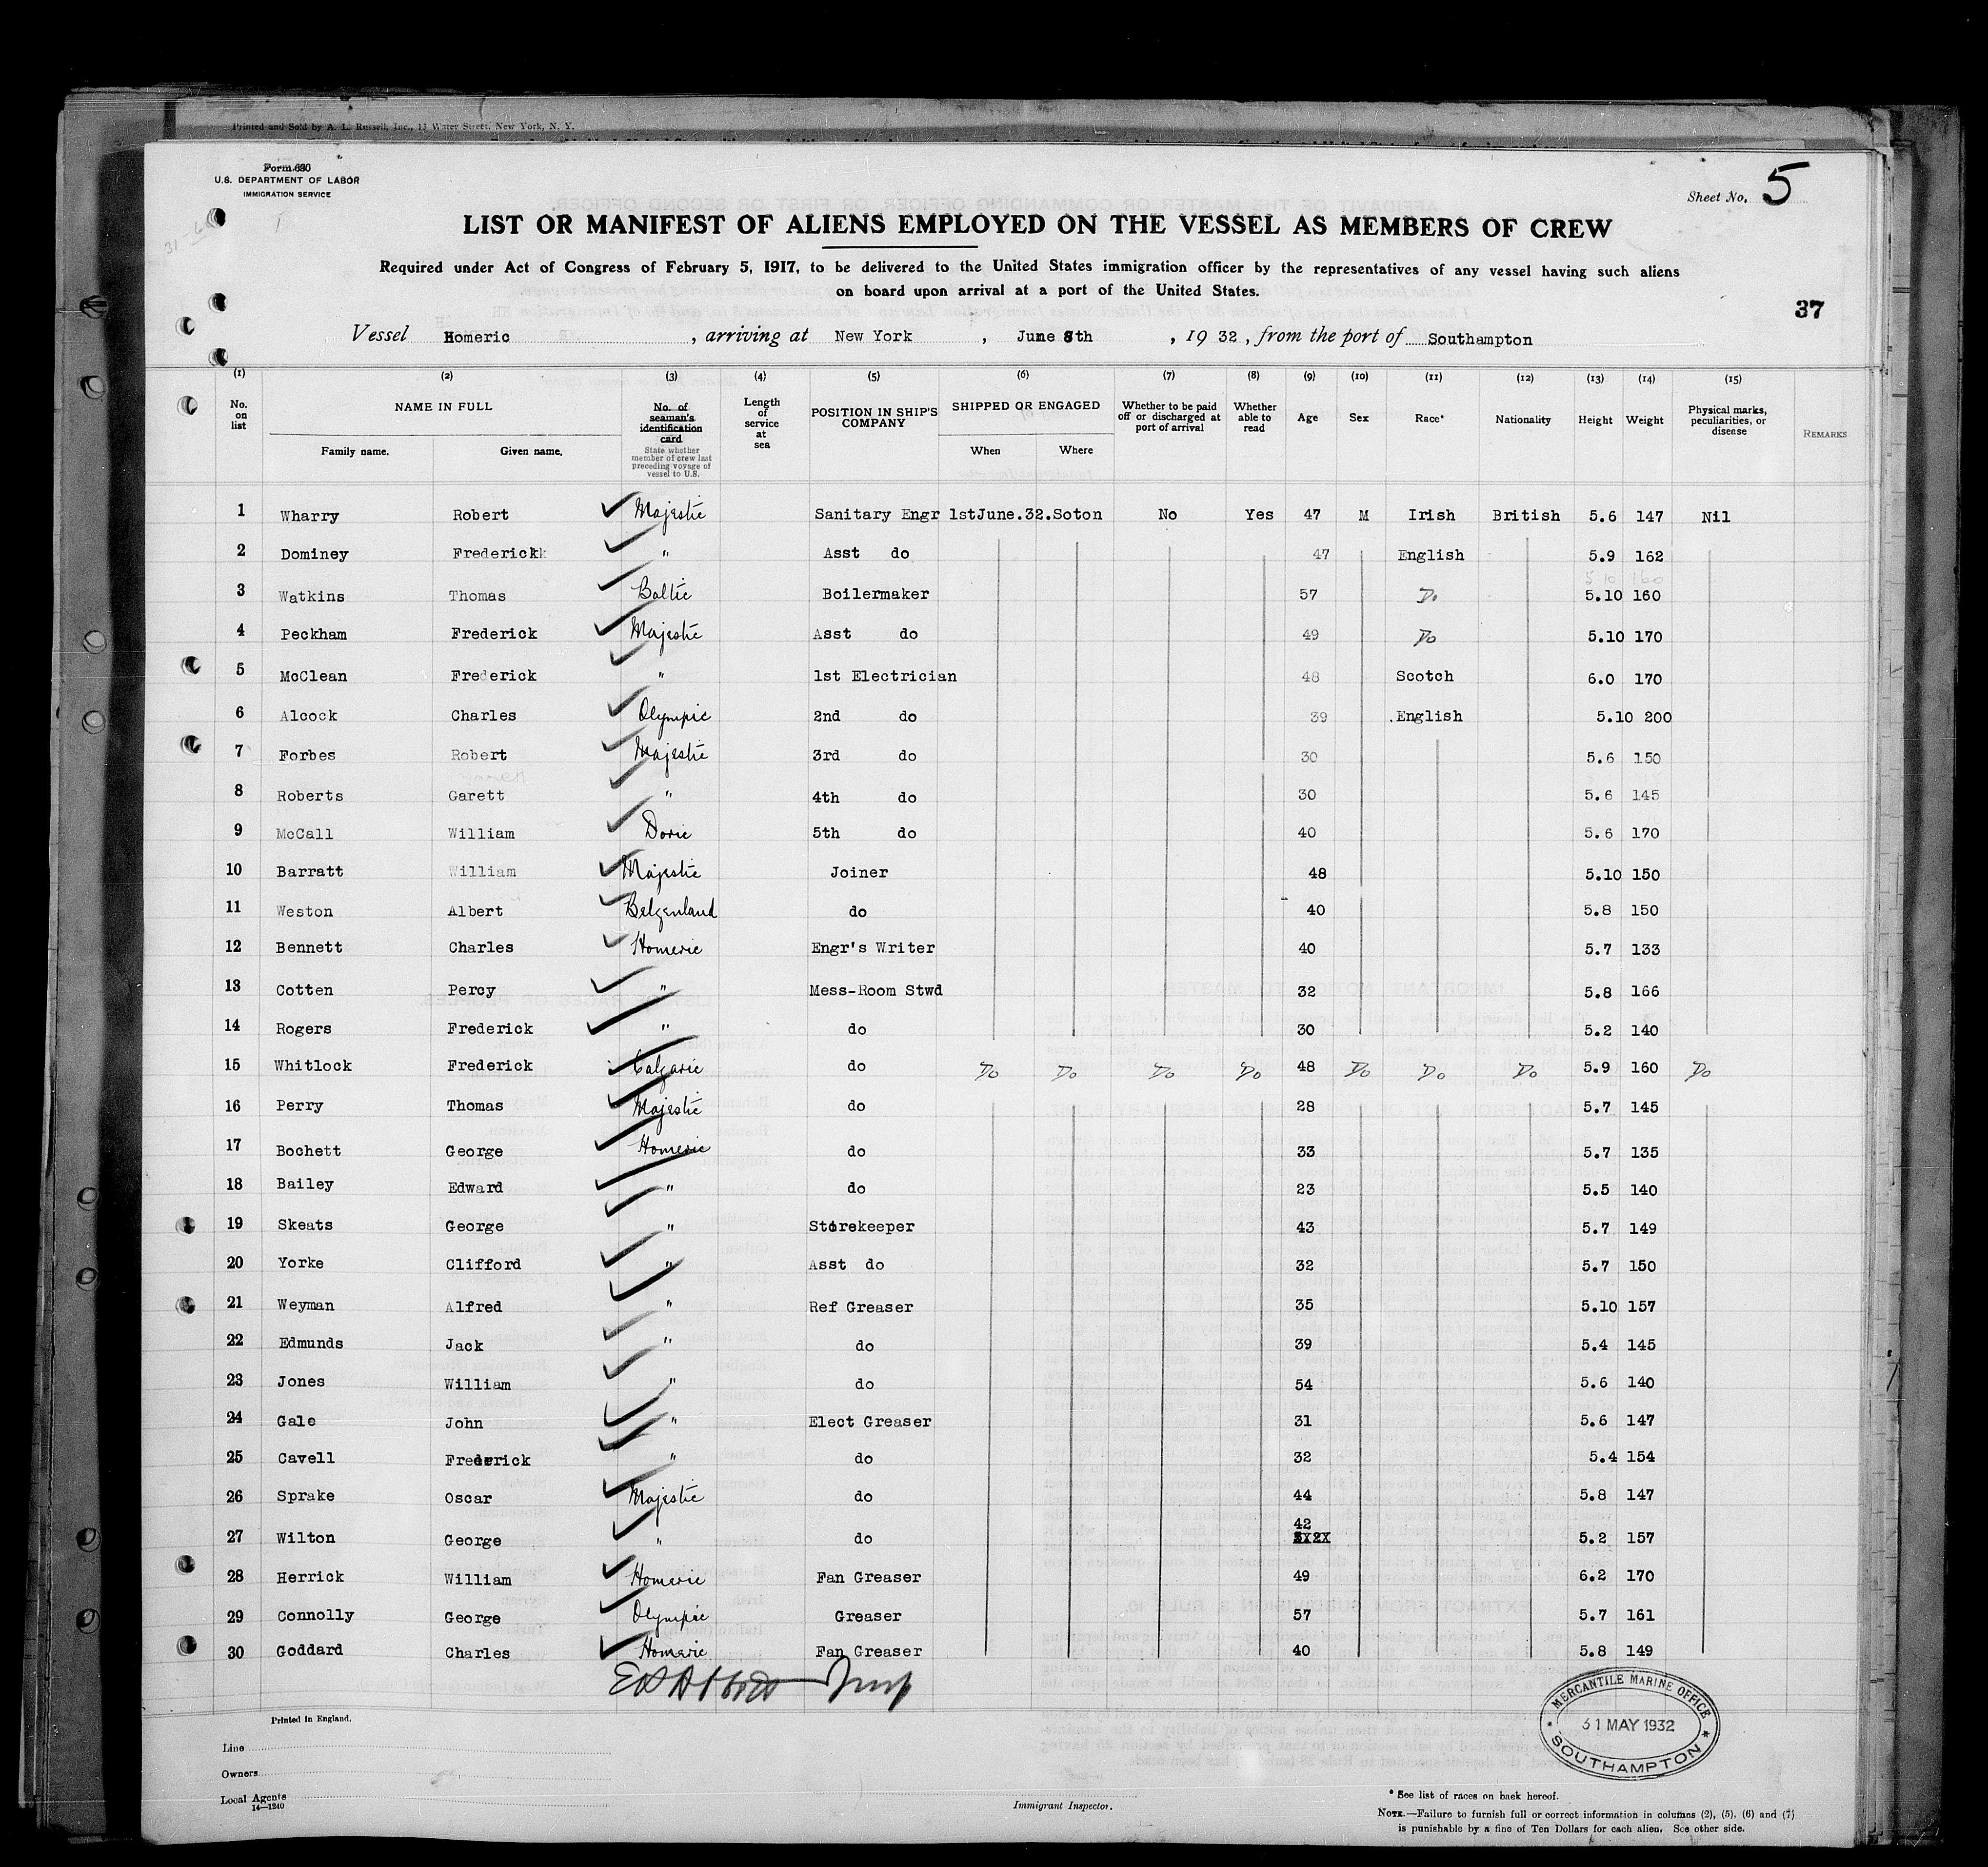 Printed and Sold by A. L. Russell, Inc., 13 Water Street, New York, N. Y.
Form 680
U.S. DEPARTMENT OF LABOR
IMMIGRATION SERVICE
Sheet No. 5
LIST OR MANIFEST OF ALIENS EMPLOYED ON THE VESSEL AS MEMBERS OF CREW
Required under Act of Congress of February 5, 1917, to be delivered to the United States immigration officer by the representatives of any vessel having such aliens
on board upon arrival at a port of the United States.
37
Vessel Homeric, arriving at New York, June 8th, 1932, from the port of Southampton
(1) (2) (3) (4) (5) (6) (7) (8) (9) (10) (11) (12) (13) (14) (15)
No. on list NAME IN FULL Family name. Given name. No. of seaman's identification card State whether member of crew last preceding voyage of vessel to U.S. Length of service at sea POSITION IN SHIP'S COMPANY SHIPPED OR ENGAGED When Where Whether to be paid off or discharged at port of arrival Whether able to read Age Sex Race* Nationality Height Weight Physical marks, peculiarities, or disease REMARKS
1 Wharry Robert Majestic Sanitary Engr 1stJune.32.Soton No Yes 47 M Irish British 5.6 147 Nil
2 Dominey Frederick " Asst do 47 English 5.9 162
3 Watkins Thomas Baltic Boilermaker 57 Do 5.10 160
4 Peckham Frederick Majestic Asst do 49 Do 5.10 170
5 McClean Frederick " 1st Electrician 48 Scotch 6.0 170
6 Alcock Charles Olympic 2nd do 39 .English 5.10 200
7 Forbes Robert Majestic 3rd do 30 5.6 150
8 Roberts Garett " 4th do 30 5.6 145
9 McCall William Doric 5th do 40 5.6 170
10 Barratt William Majestic Joiner 48 5.10 150
11 Weston Albert Belgenland do 40 5.8 150
12 Bennett Charles Homeric Engr's Writer 40 5.7 133
13 Cotten Percy " Mess-Room Stwd 32 5.8 166
14 Rogers Frederick " do 30 5.2 140
15 Whitlock Frederick Calgaric do Do Do Do Do 48 Do Do Do 5.9 160 Do
16 Perry Thomas Majestic do 28 5.7 145
17 Bochett George Homeric do 33 5.7 135
18 Bailey Edward " do 23 5.5 140
19 Skeats George " Storekeeper 43 5.7 149
20 Yorke Clifford " Asst do 32 5.7 150
21 Weyman Alfred " Ref Greaser 35 5.10 157
22 Edmunds Jack " do 39 5.4 145
23 Jones William " do 54 5.6 140
24 Gale John " Elect Greaser 31 5.6 147
25 Cavell Frederick " do 32 5.4 154
26 Sprake Oscar Majestic do 44 5.8 147
27 Wilton George " do 42 5.2 157
28 Herrick William Homeric Fan Greaser 49 6.2 170
29 Connolly George Olympic Greaser 57 5.7 161
30 Goddard Charles Homeric Fan Greaser 40 5.8 149
MERCANTILE MARINE OFFICE
31 MAY 1932
SOUTHAMPTON
Printed in England.
Line
Owners
Local Agents
14—1240
Immigrant Inspector.
* See list of races on back hereof.
NOTE.—Failure to furnish full or correct information in columns (2), (5), (6) and (7)
is punishable by a fine of Ten Dollars for each alien. See other side.